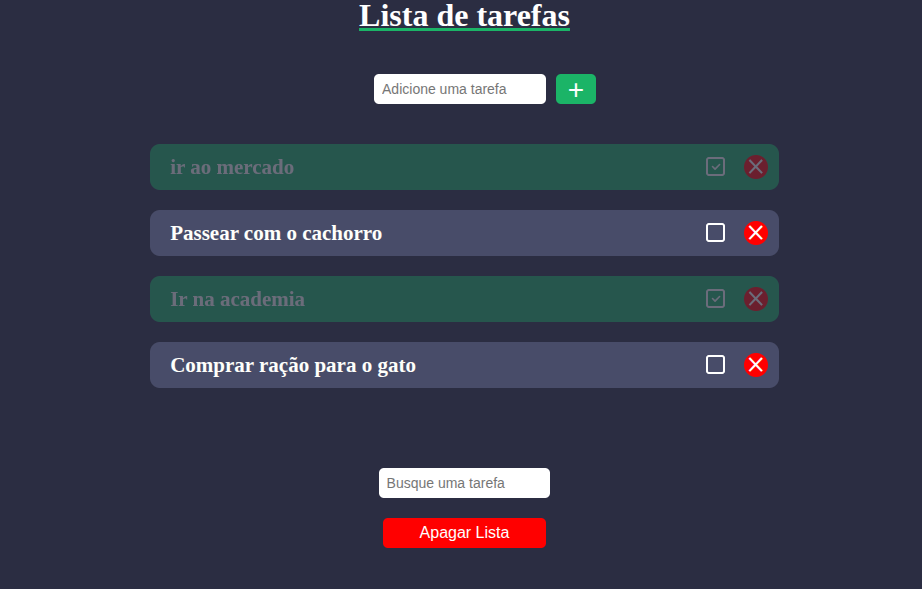 Lista de tarefas
Adicione uma tarefa +
ir ao mercado
Passear com o cachorro
Ir na academia
Comprar ração para o gato
Busque uma tarefa
Apagar Lista